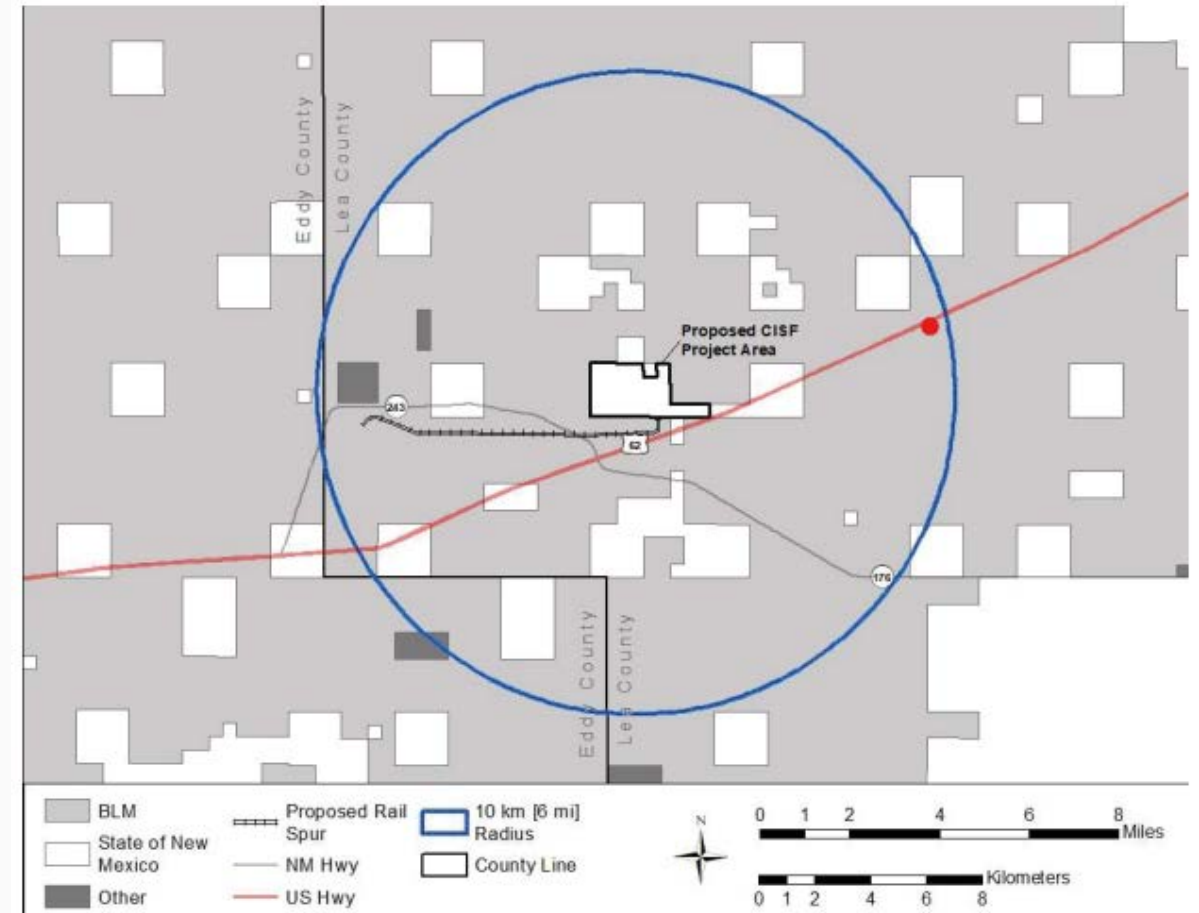 Eddy County
Lea County
Proposed CISF
Project Area
243
62
176
Eddy County
Lea County
BLM
State of New
Mexico
Other
Proposed Rail
Spur
NM Hwy
US Hwy
10 km [6 mi]
Radius
County Line
N
0 1 2 4 6 8
Miles
Kilometers
0 1 2 4 6 8